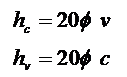 h_c = 20ϕ v
h_v = 20ϕ c